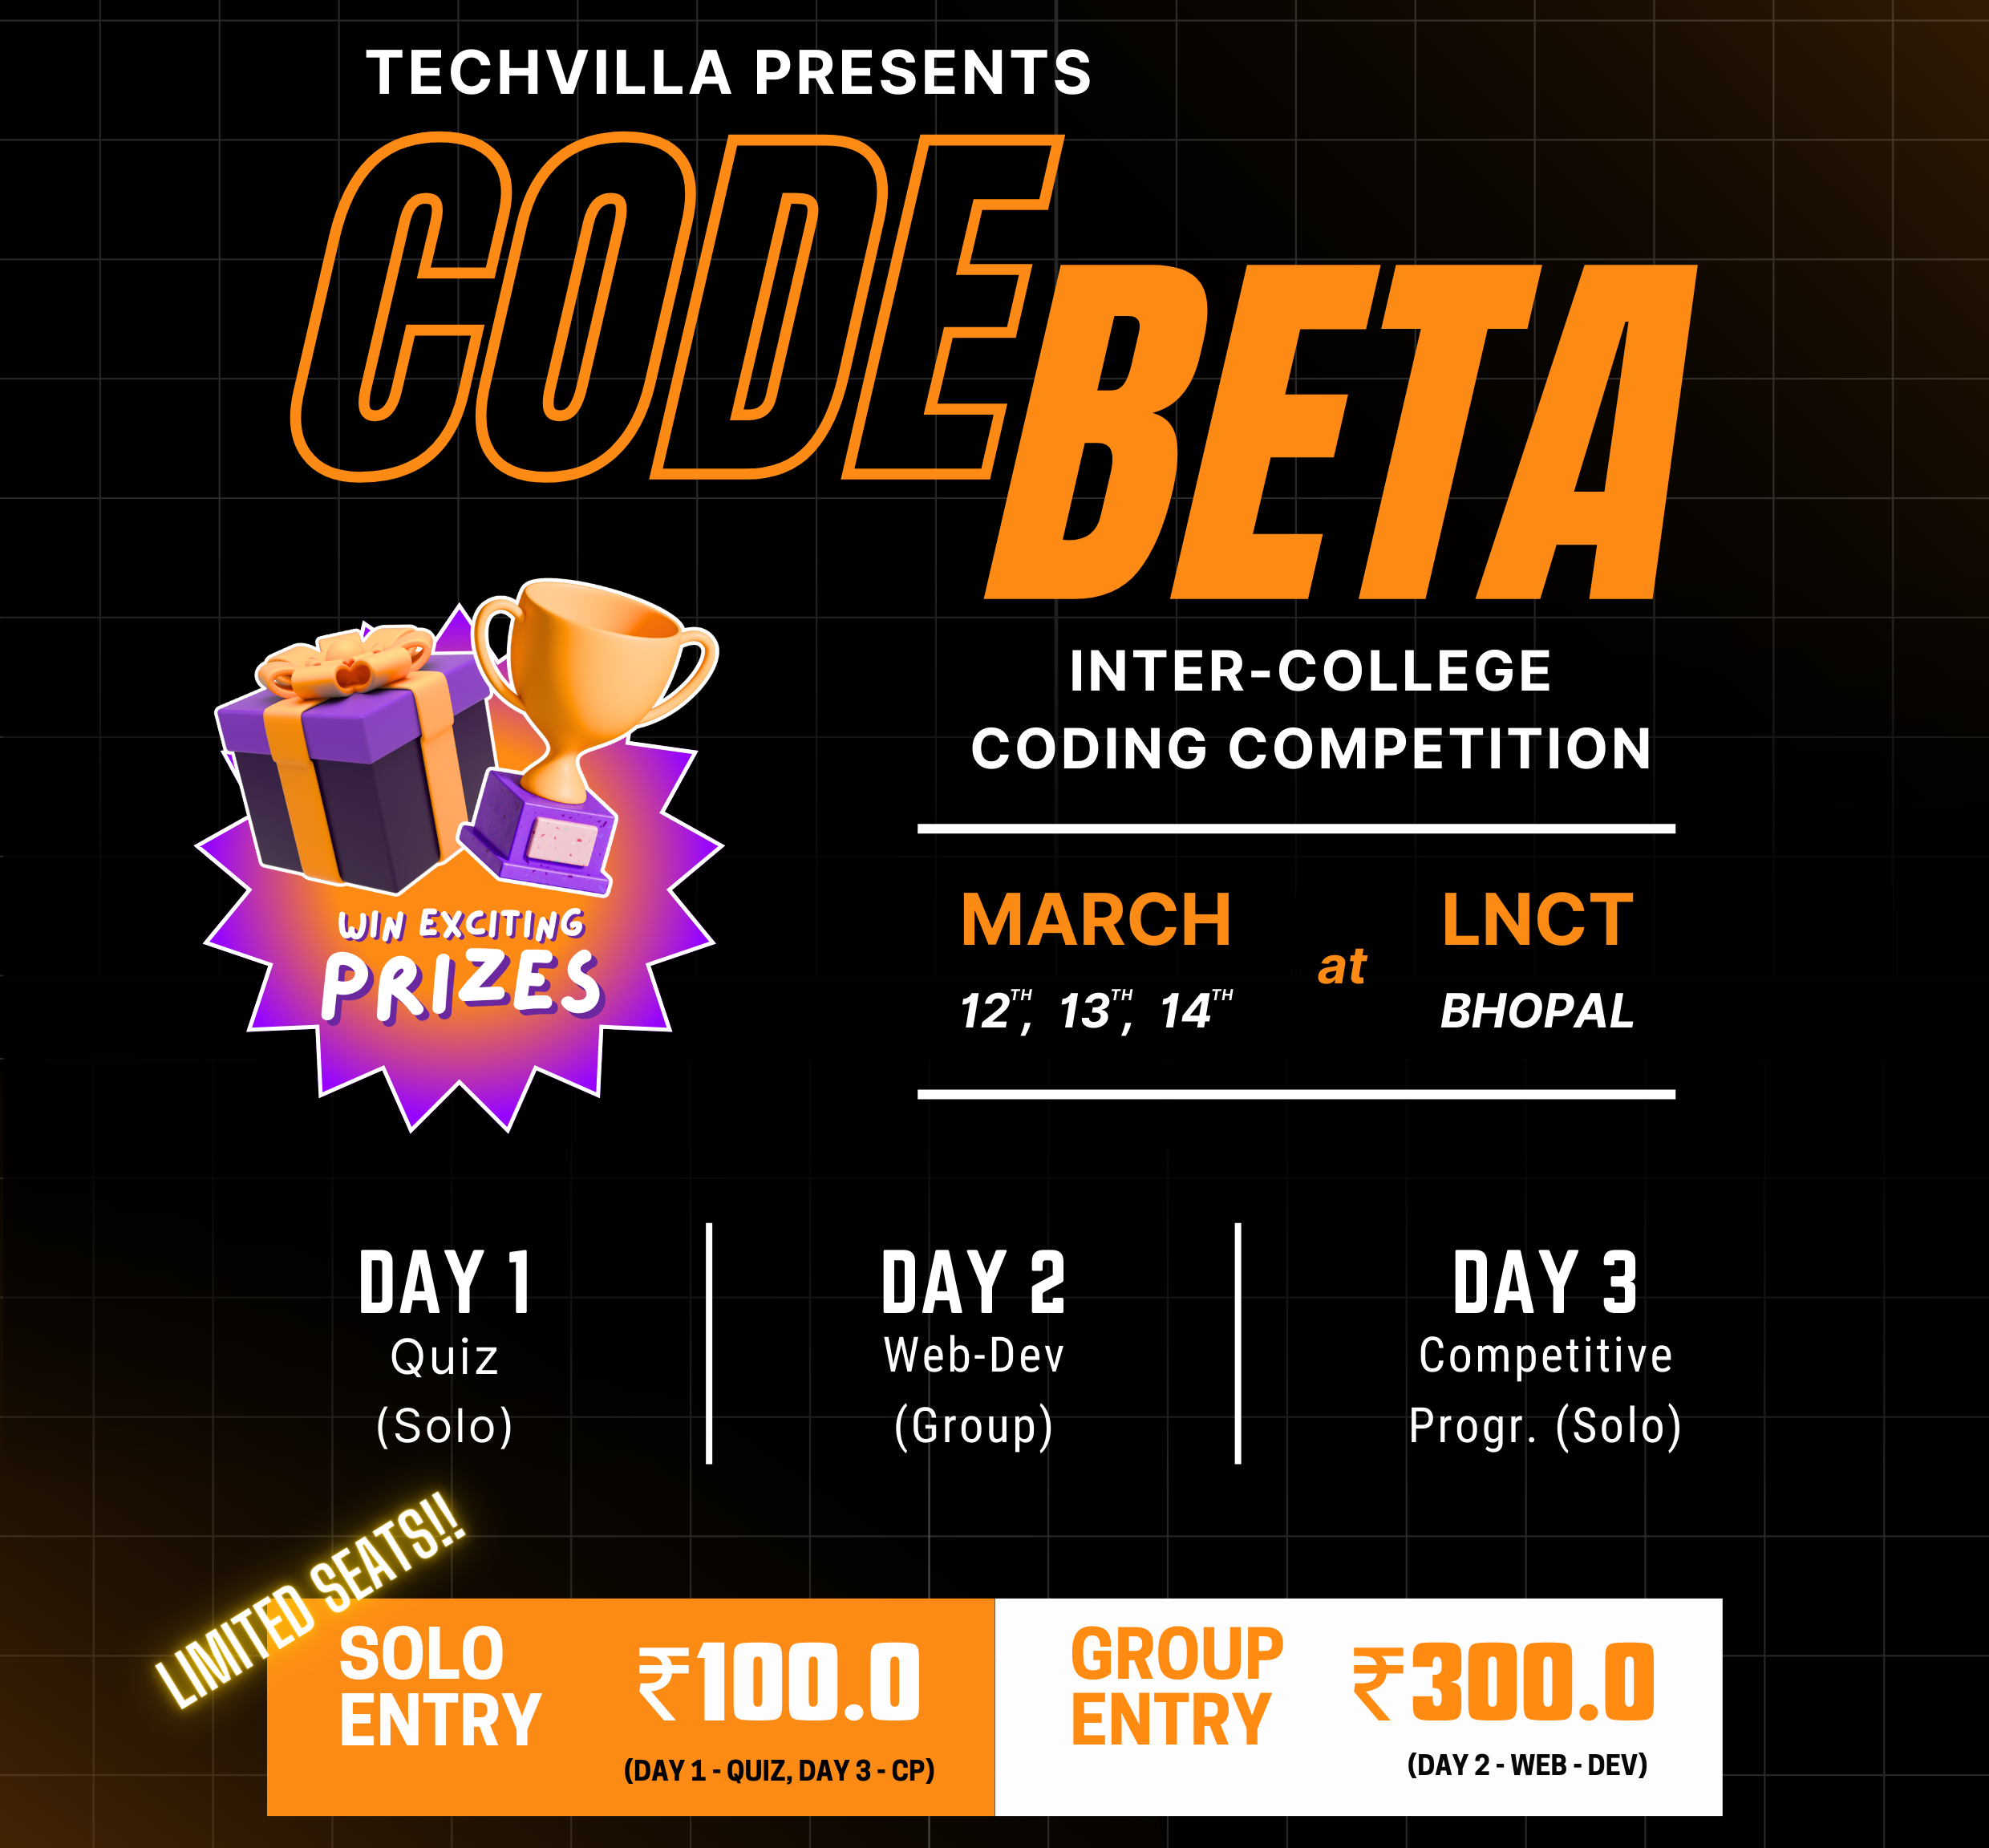 TECHVILLA PRESENTS
CODE
BETA
INTER-COLLEGE
CODING COMPETITION
WIN EXCITING
PRIZES
MARCH
12TH, 13TH, 14TH
at
LNCT
BHOPAL
DAY 1
Quiz
(Solo)
DAY 2
Web-Dev
(Group)
DAY 3
Competitive
Progr. (Solo)
LIMITED SEATS!!
SOLO
ENTRY
₹100.0
(DAY 1 - QUIZ, DAY 3 - CP)
GROUP
ENTRY
₹300.0
(DAY 2 - WEB - DEV)